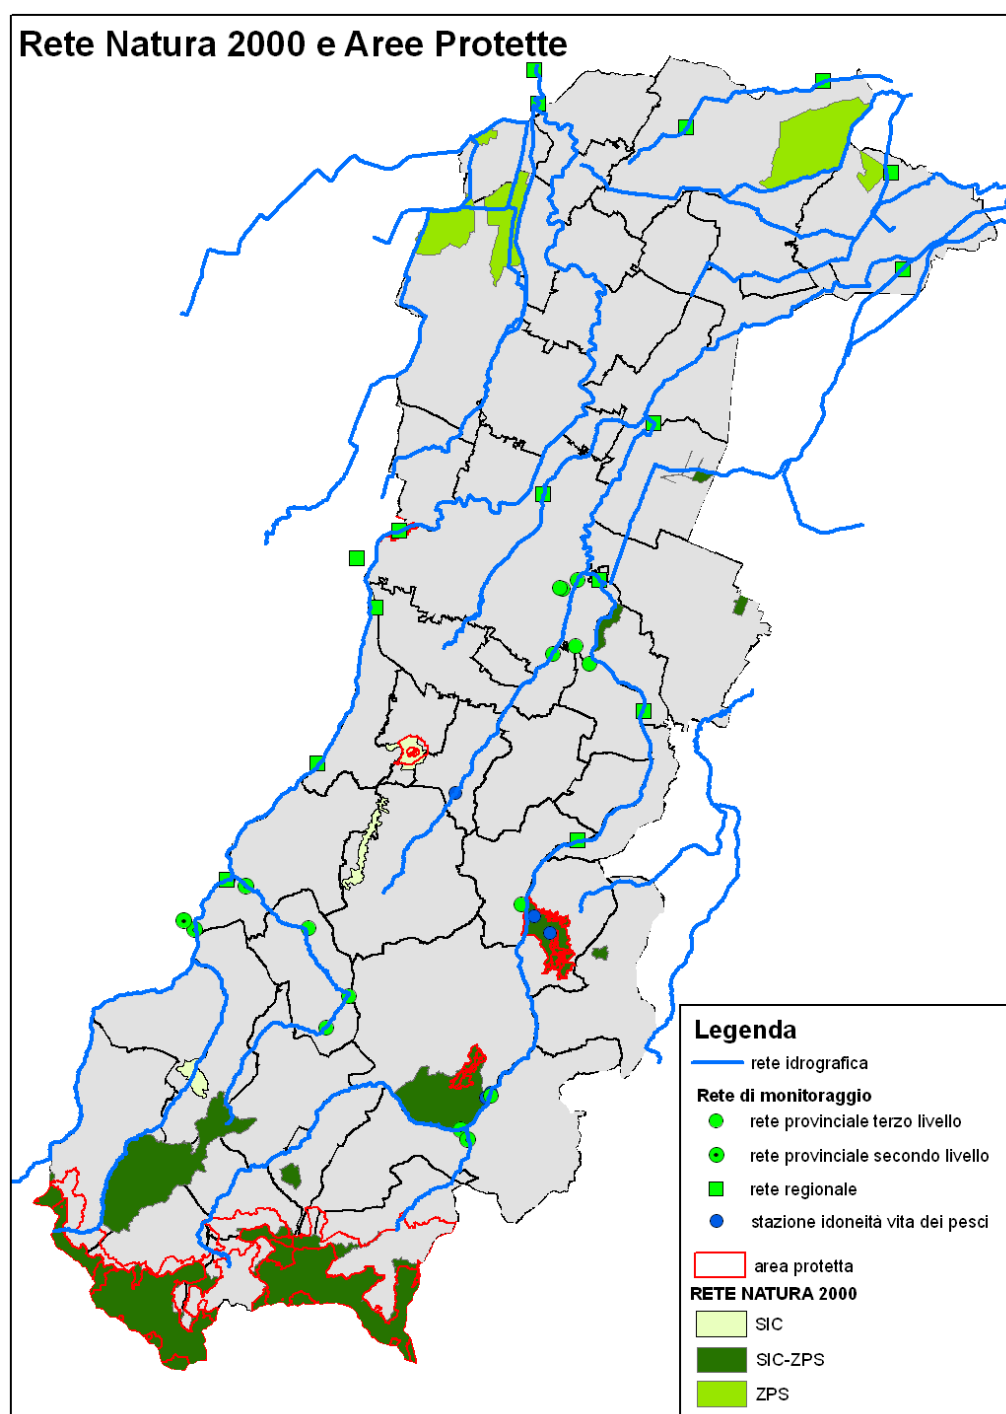 Rete Natura 2000 e Aree Protette
Legenda
rete idrografica
Rete di monitoraggio
rete provinciale terzo livello
rete provinciale secondo livello
rete regionale
stazione idoneità vita dei pesci
area protetta
RETE NATURA 2000
SIC
SIC-ZPS
ZPS